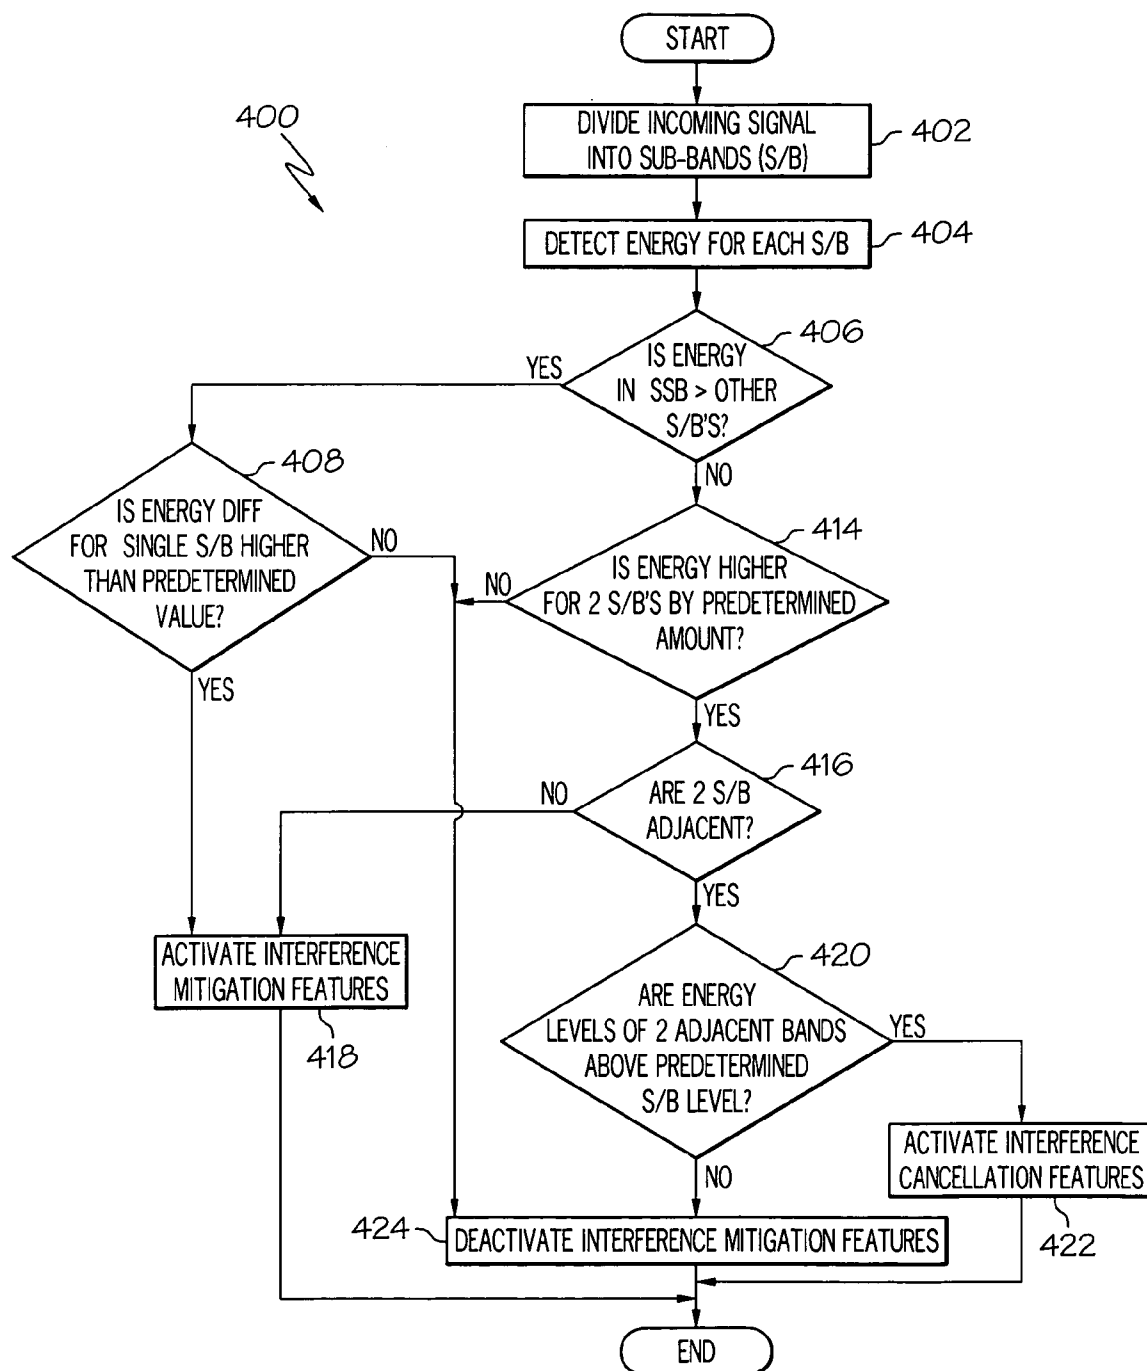 START
400
DIVIDE INCOMING SIGNAL
INTO SUB-BANDS (S/B)
402
DETECT ENERGY FOR EACH S/B
404
406
IS ENERGY
IN SSB > OTHER
S/B'S?
YES
NO
408
IS ENERGY DIFF
FOR SINGLE S/B HIGHER
THAN PREDETERMINED
VALUE?
NO
YES
414
IS ENERGY HIGHER
FOR 2 S/B'S BY PREDETERMINED
AMOUNT?
NO
YES
416
ARE 2 S/B
ADJACENT?
NO
YES
ACTIVATE INTERFERENCE
MITIGATION FEATURES
418
420
ARE ENERGY
LEVELS OF 2 ADJACENT BANDS
ABOVE PREDETERMINED
S/B LEVEL?
YES
NO
ACTIVATE INTERFERENCE
CANCELLATION FEATURES
422
424
DEACTIVATE INTERFERENCE MITIGATION FEATURES
END